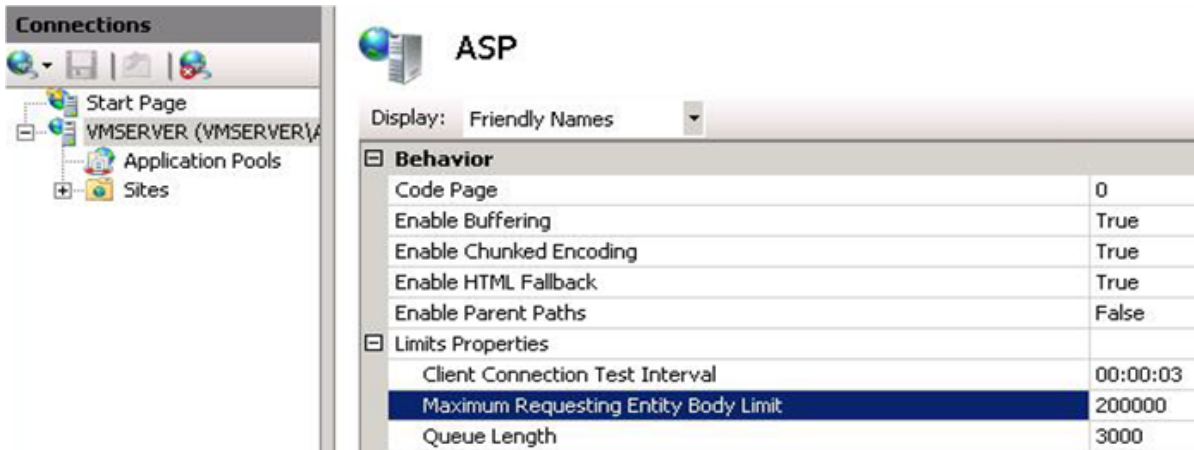 Connections
Start Page
VMSERVER (VMSERVER\A
Application Pools
Sites
ASP
Display: Friendly Names
Behavior
Code Page 0
Enable Buffering True
Enable Chunked Encoding True
Enable HTML Fallback True
Enable Parent Paths False
Limits Properties
Client Connection Test Interval 00:00:03
Maximum Requesting Entity Body Limit 200000
Queue Length 3000